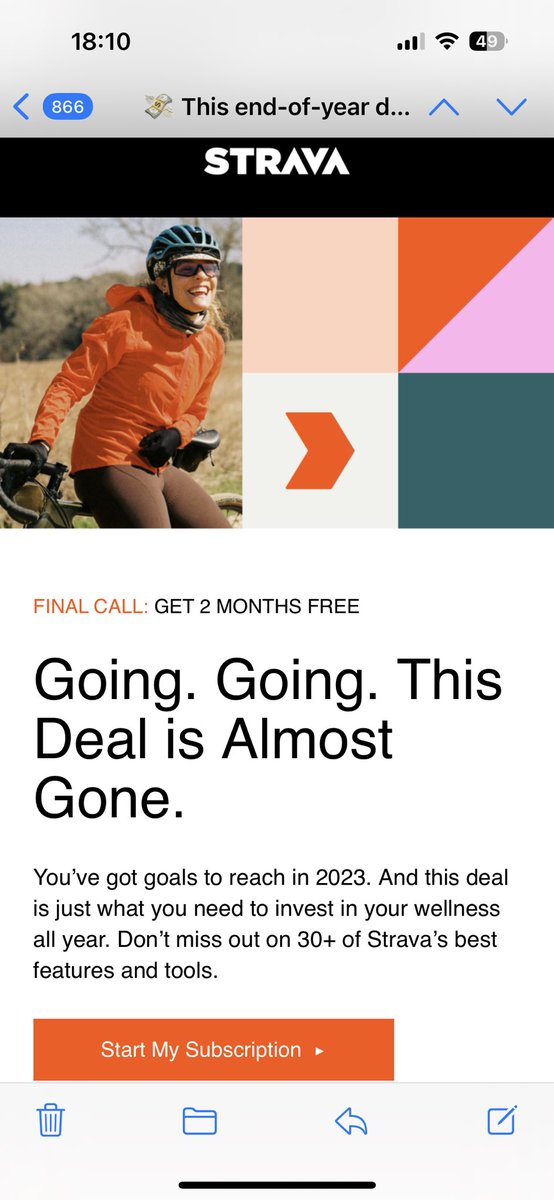 18:10
49
866
💸 This end-of-year d...
STRAVA
FINAL CALL: GET 2 MONTHS FREE
Going. Going. This
Deal is Almost
Gone.
You’ve got goals to reach in 2023. And this deal
is just what you need to invest in your wellness
all year. Don’t miss out on 30+ of Strava’s best
features and tools.
Start My Subscription ▸